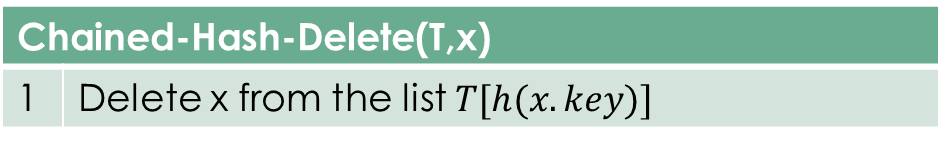 Chained-Hash-Delete(T,x)
1 Delete x from the list T[h(x.key)]